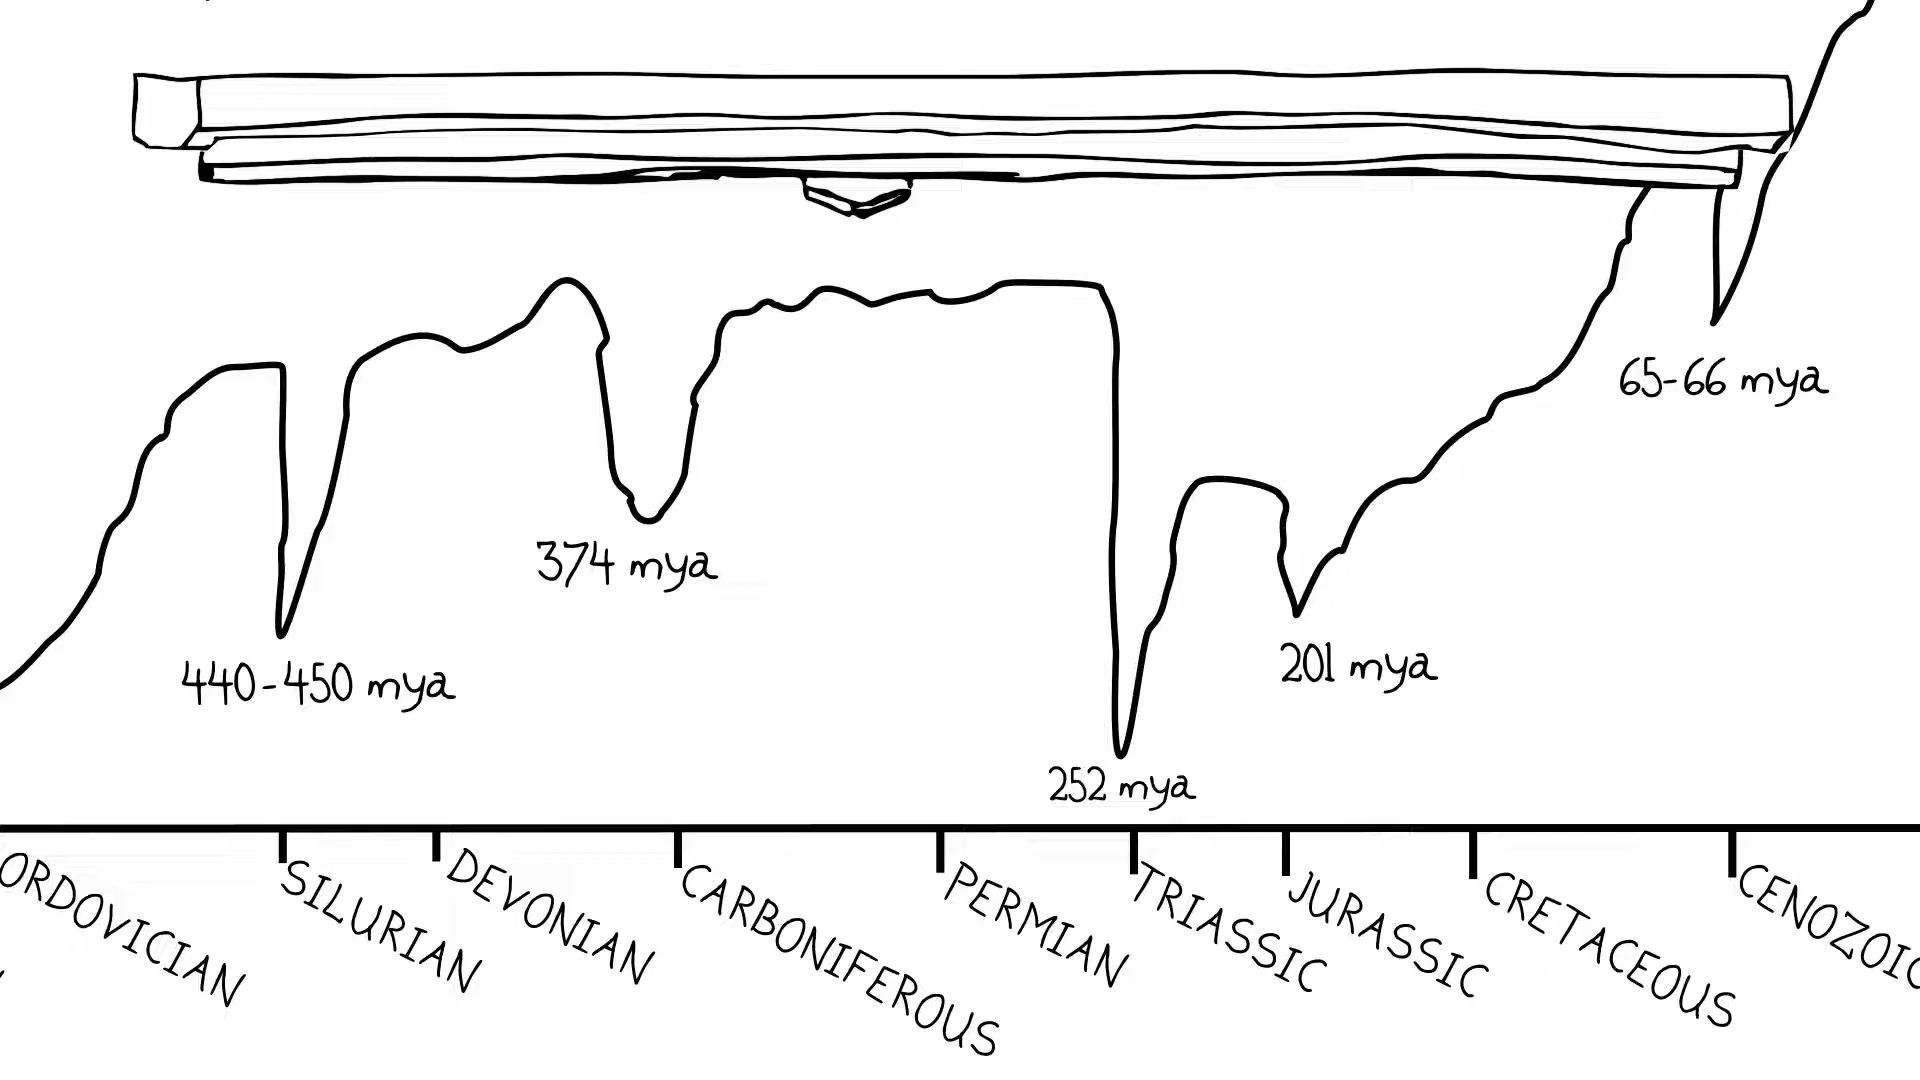 65-66 mya
374 mya
440-450 mya
201 mya
252 mya
ORDOVICIAN
SILURIAN
DEVONIAN
CARBONIFEROUS
PERMIAN
TRIASSIC
JURASSIC
CRETACEOUS
CENOZOIC